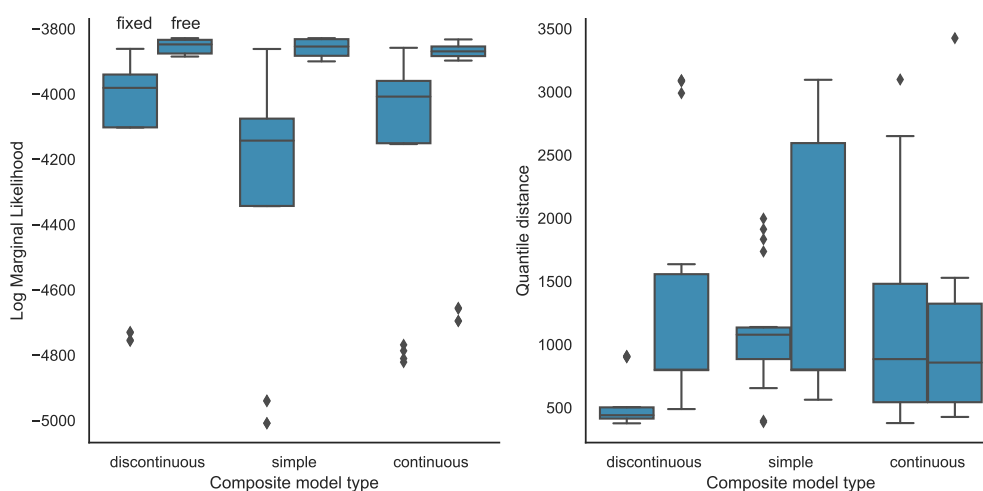 fixed free
Log Marginal Likelihood
−3800
−4000
−4200
−4400
−4600
−4800
−5000
discontinuous simple continuous
Composite model type
Quantile distance
3500
3000
2500
2000
1500
1000
500
discontinuous simple continuous
Composite model type